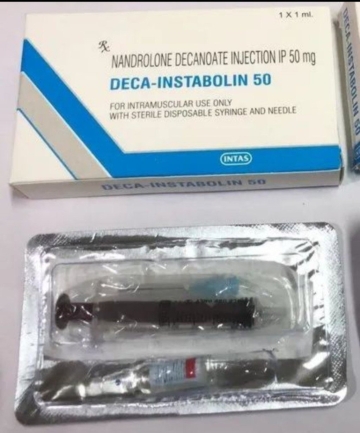 1 X 1 ml.
Rx
NANDROLONE DECANOATE INJECTION IP 50 mg
DECA-INSTABOLIN 50
FOR INTRAMUSCULAR USE ONLY
WITH STERILE DISPOSABLE SYRINGE AND NEEDLE
INTAS
DECA-INSTABOLIN 50